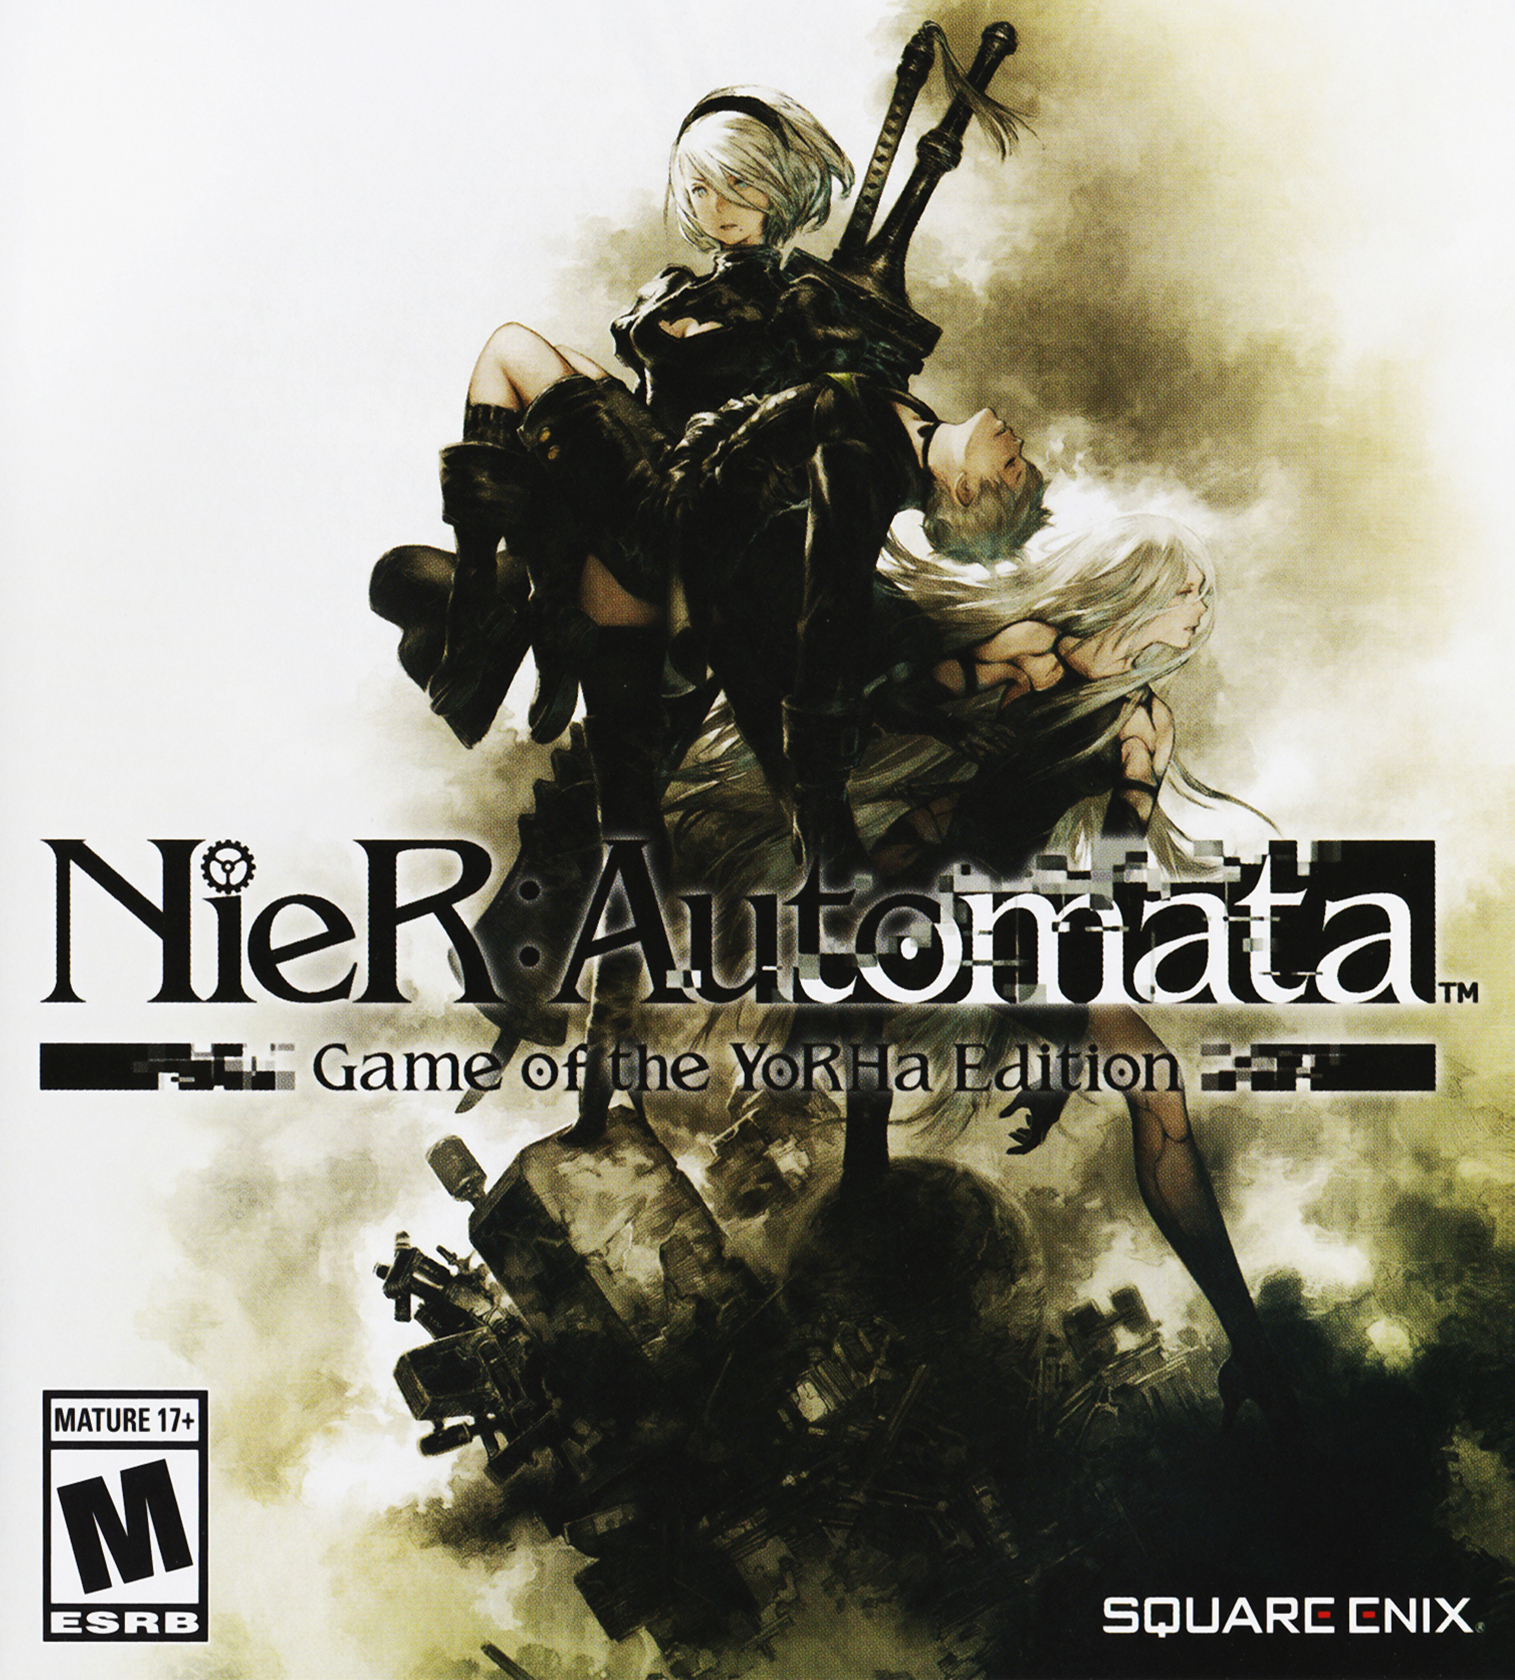 NieR:Automata™
Game of the YoRHa Edition
MATURE 17+
M
ESRB
SQUARE ENIX®